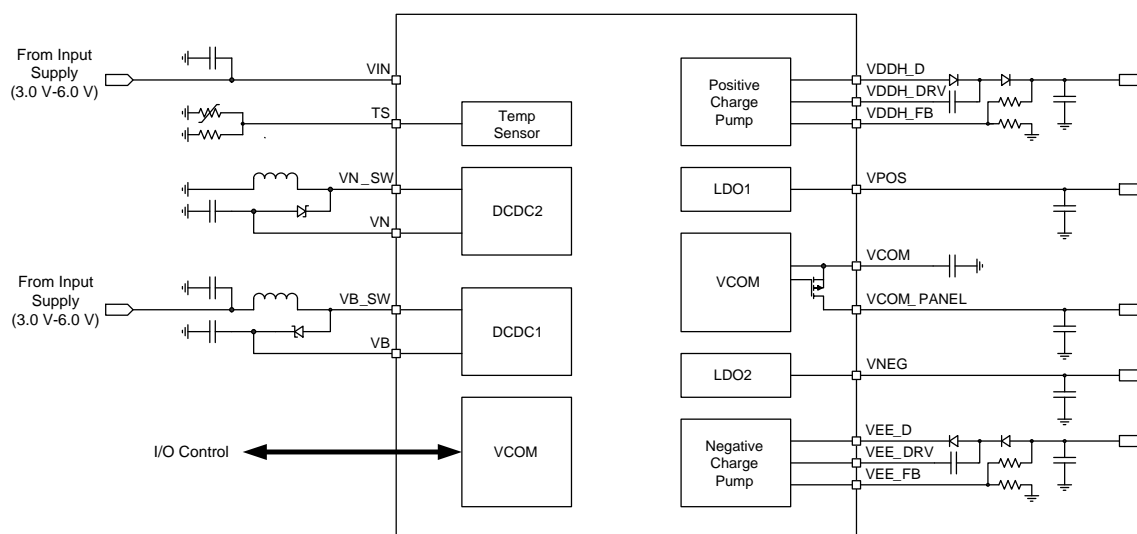 From Input
Supply
(3.0 V-6.0 V)
VIN
TS
Temp
Sensor
VN_SW
VN
DCDC2
From Input
Supply
(3.0 V-6.0 V)
VB_SW
VB
DCDC1
I/O Control
VCOM
Positive
Charge
Pump
VDDH_D
VDDH_DRV
VDDH_FB
LDO1
VPOS
VCOM
VCOM
VCOM_PANEL
LDO2
VNEG
Negative
Charge
Pump
VEE_D
VEE_DRV
VEE_FB